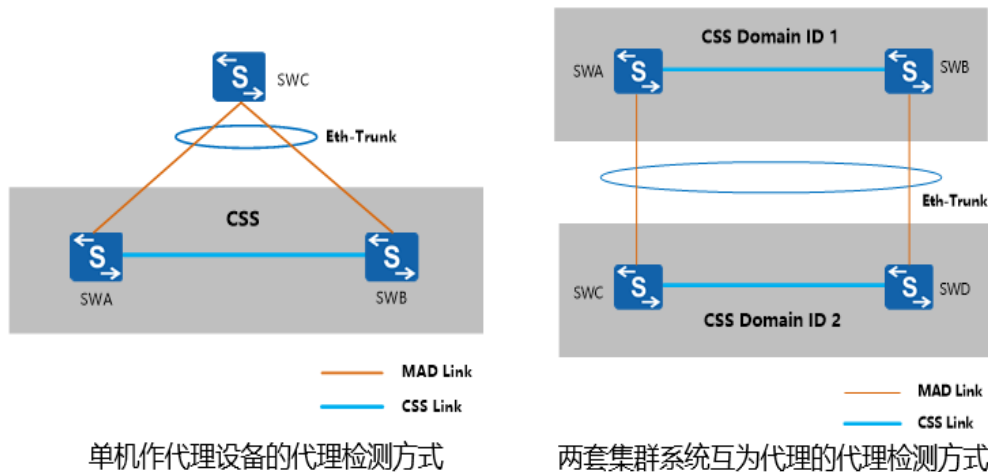 SWC
Eth-Trunk
CSS
S
S
S
SWA
SWB
MAD Link
CSS Link
单机作代理设备的代理检测方式
CSS Domain ID 1
SWA
S
S
SWB
Eth-Trunk
SWC
S
S
SWD
CSS Domain ID 2
MAD Link
CSS Link
两套集群系统互为代理的代理检测方式